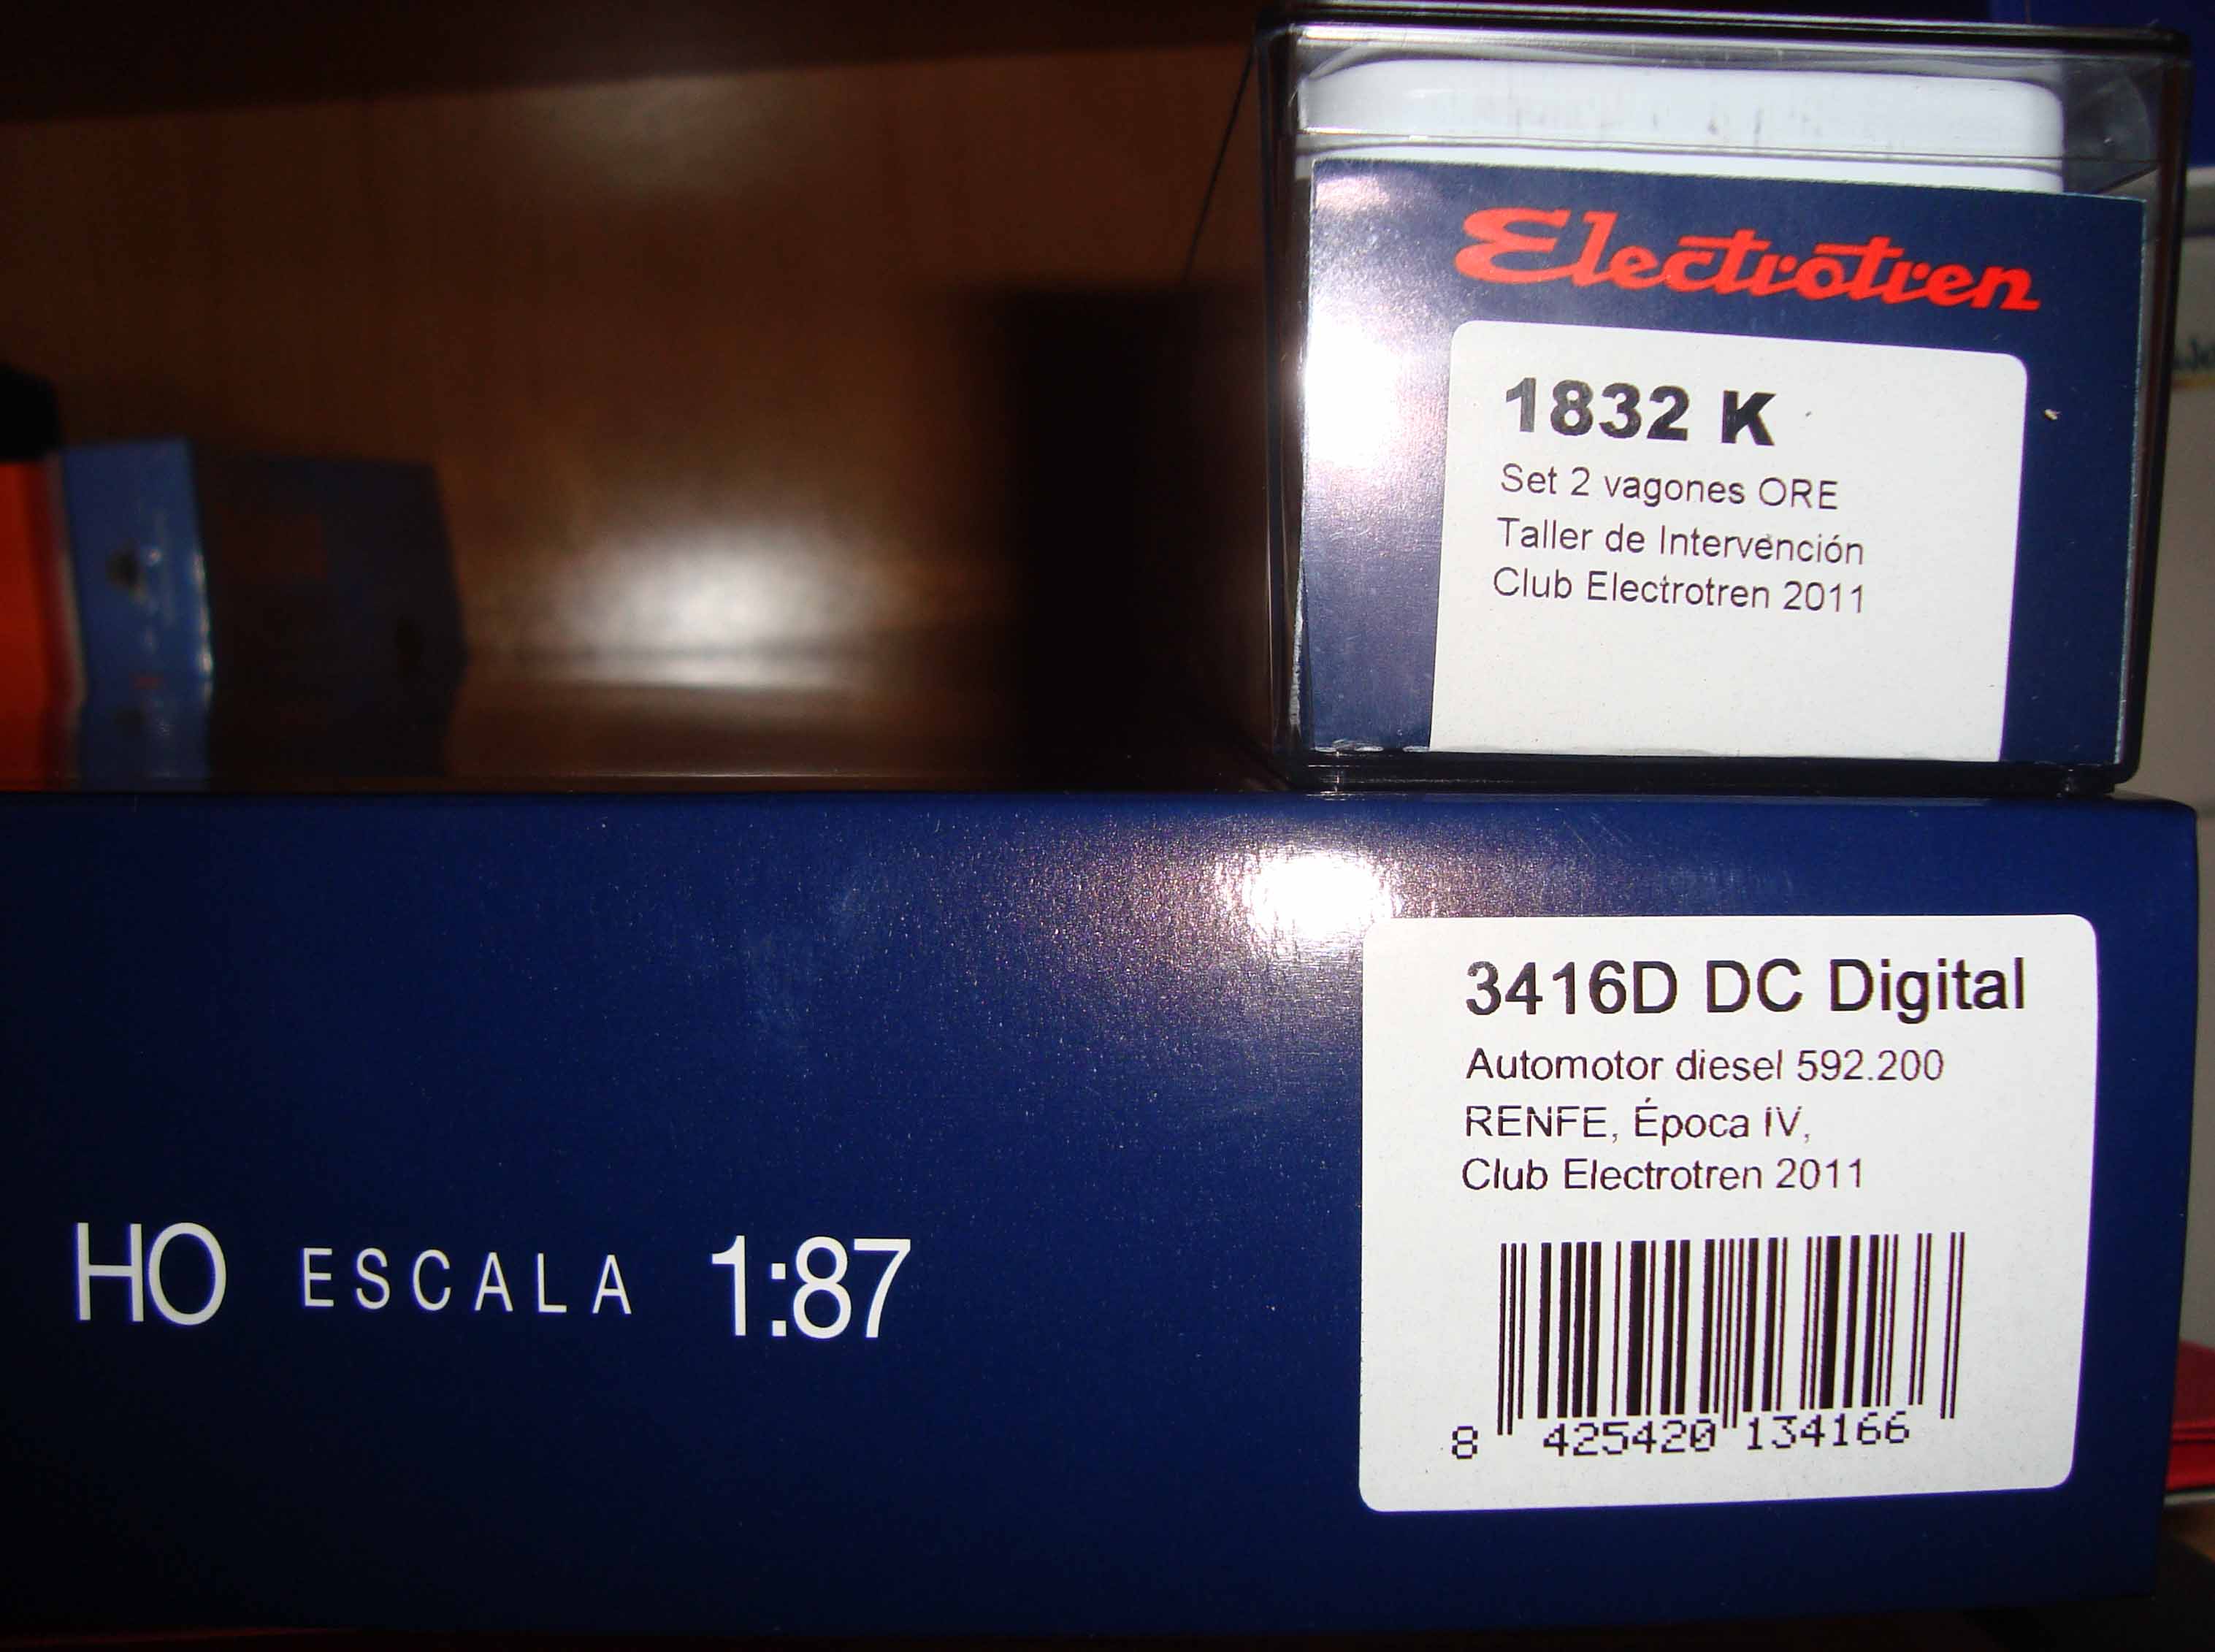 Electrotren
1832 K
Set 2 vagones ORE
Taller de Intervención
Club Electrotren 2011
3416D DC Digital
Automotor diesel 592.200
RENFE, Época IV,
Club Electrotren 2011
8 425420 134166
HO ESCALA 1:87